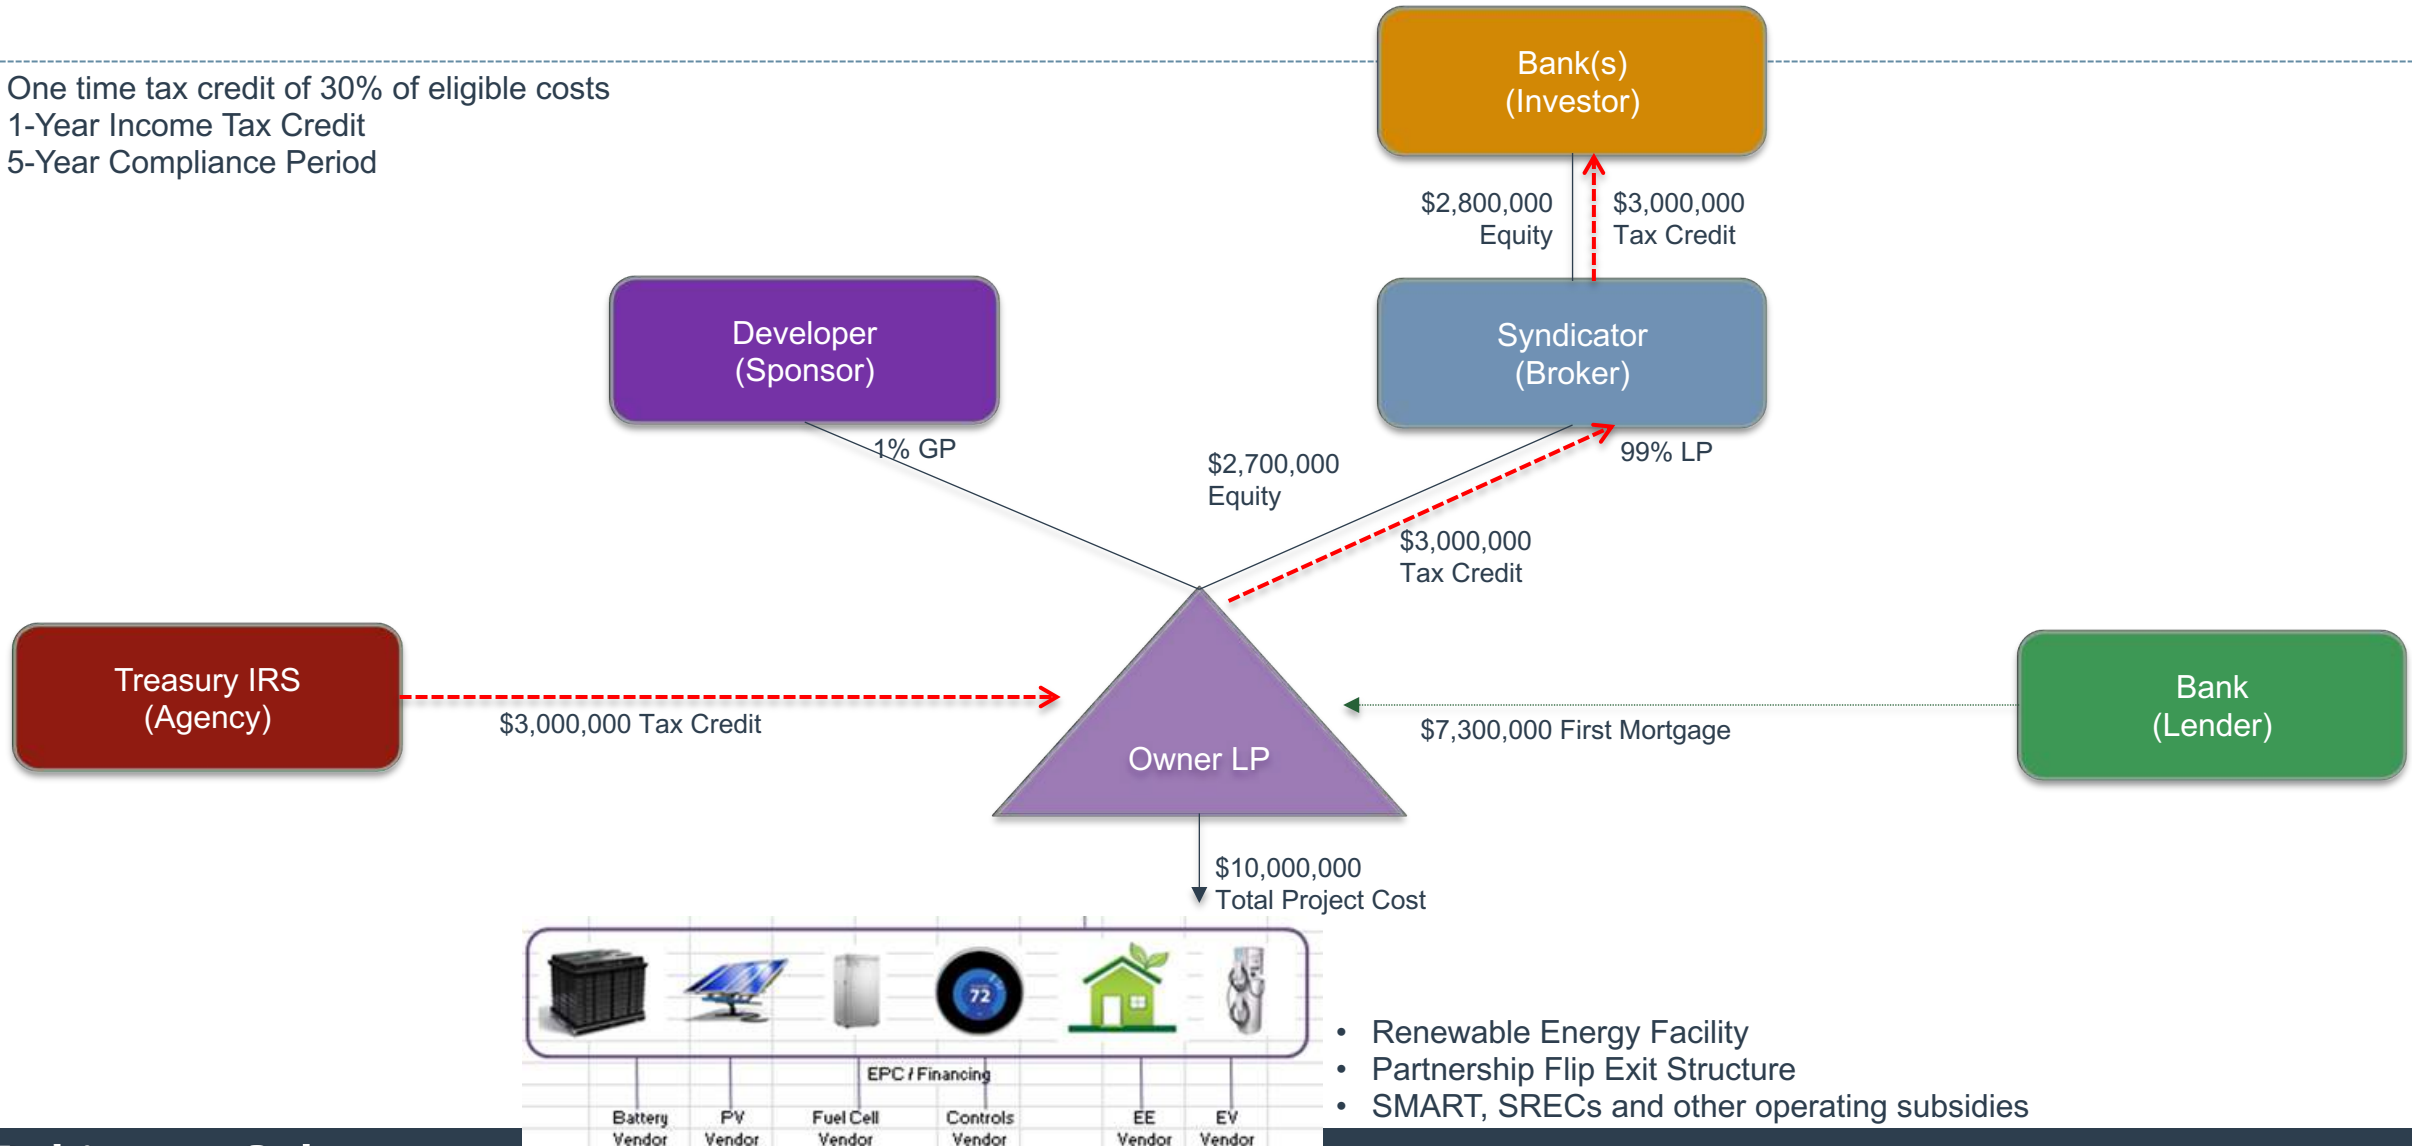 Bank(s)
(Investor)
One time tax credit of 30% of eligible costs
1-Year Income Tax Credit
5-Year Compliance Period
$2,800,000
Equity
$3,000,000
Tax Credit
Developer
(Sponsor)
Syndicator
(Broker)
1% GP
$2,700,000
Equity
99% LP
$3,000,000
Tax Credit
Treasury IRS
(Agency)
$3,000,000 Tax Credit
Owner LP
$7,300,000 First Mortgage
Bank
(Lender)
$10,000,000
Total Project Cost
72
EPC / Financing
Battery
Vendor
PV
Vendor
Fuel Cell
Vendor
Controls
Vendor
EE
Vendor
EV
Vendor
• Renewable Energy Facility
• Partnership Flip Exit Structure
• SMART, SRECs and other operating subsidies